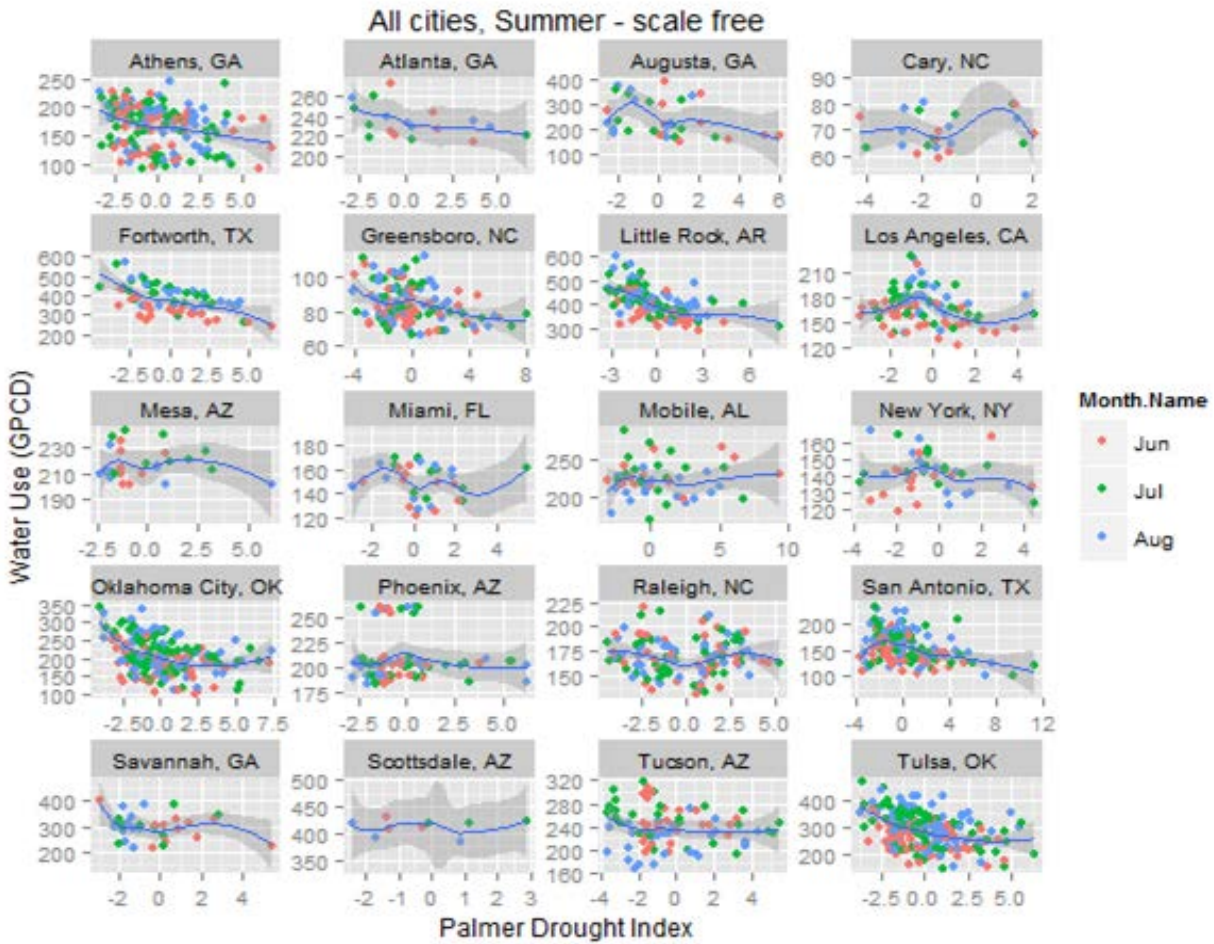 All cities, Summer - scale free
Water Use (GPCD)
Athens, GA
250
200
150
100
-2.5 0.0 2.5 5.0
Atlanta, GA
260
240
220
200
-2.5 0.0 2.5 5.0
Augusta, GA
400
300
200
100
-2 0 2 4 6
Cary, NC
90
80
70
60
-4 -2 0 2
Fortworth, TX
600
500
400
300
200
-2.5 0.0 2.5 5.0
Greensboro, NC
100
80
60
-4 0 4 8
Little Rock, AR
600
500
400
300
-3 0 3 6
Los Angeles, CA
210
180
150
120
-2 0 2 4
Mesa, AZ
230
210
190
-2.5 0.0 2.5 5.0
Miami, FL
180
160
140
120
-2 0 2 4
Mobile, AL
250
200
0 5 10
New York, NY
160
150
140
130
120
-2 0 2 4
Oklahoma City, OK
350
300
250
200
150
100
-2.5 0.0 2.5 5.0 7.5
Phoenix, AZ
250
225
200
175
-2.5 0.0 2.5 5.0
Raleigh, NC
225
200
175
150
-2.5 0.0 2.5 5.0
San Antonio, TX
200
150
100
-4 0 4 8 12
Savannah, GA
400
300
200
-2 0 2 4
Scottsdale, AZ
500
450
400
350
-2 -1 0 1 2 3
Tucson, AZ
320
280
240
200
160
-4 -2 0 2 4
Tulsa, OK
400
300
200
-2.5 0.0 2.5 5.0
Palmer Drought Index
Month.Name
Jun
Jul
Aug